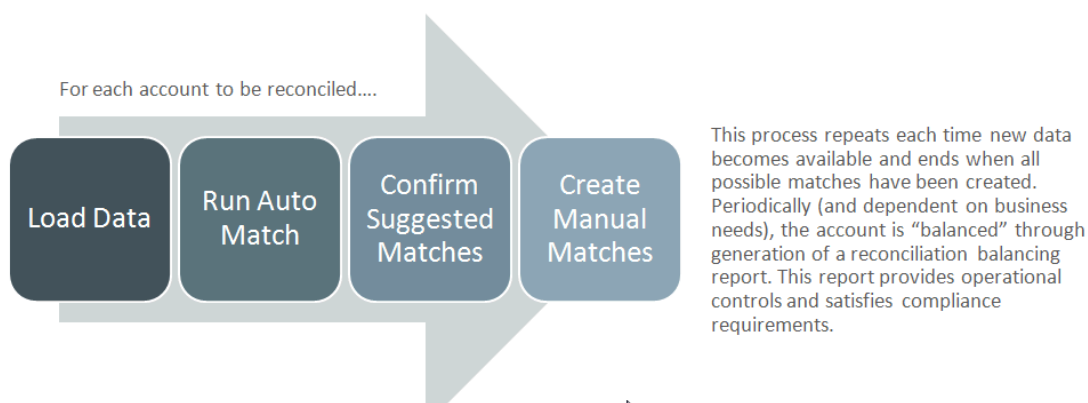 For each account to be reconciled....
Load Data
Run Auto
Match
Confirm
Suggested
Matches
Create
Manual
Matches
This process repeats each time new data
becomes available and ends when all
possible matches have been created.
Periodically (and dependent on business
needs), the account is “balanced” through
generation of a reconciliation balancing
report. This report provides operational
controls and satisfies compliance
requirements.